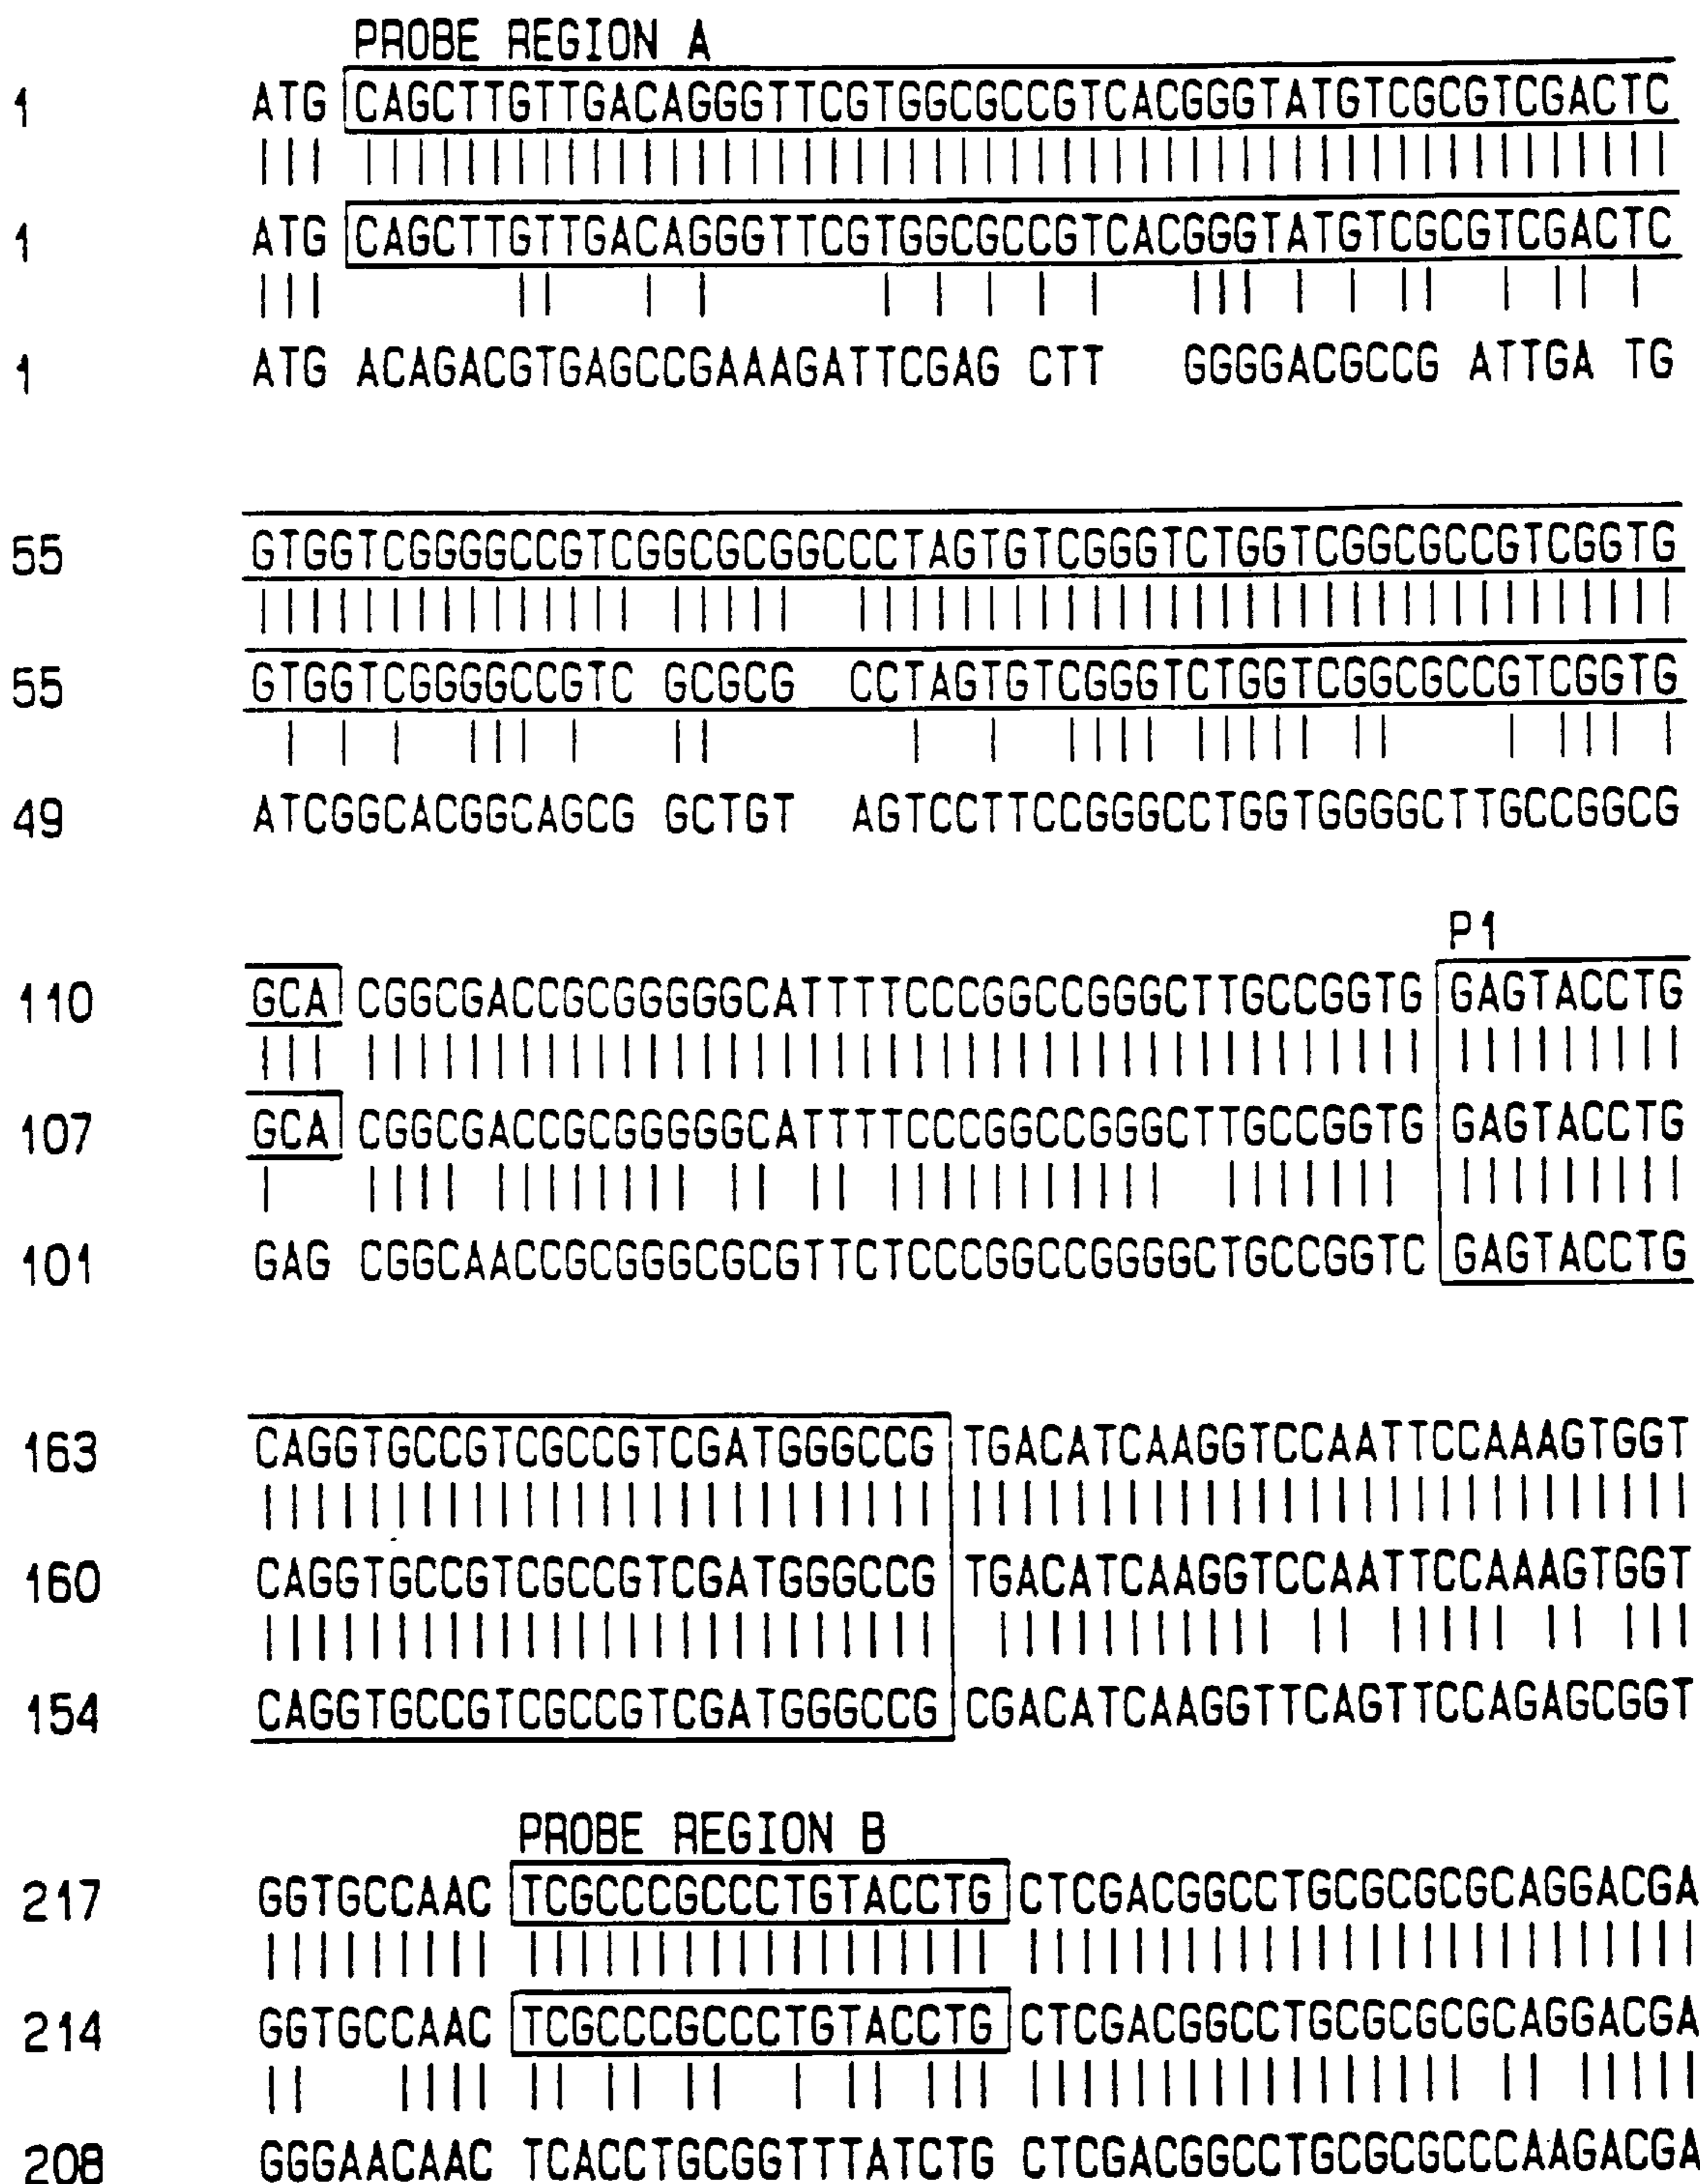 PROBE REGION A
1 ATG CAGCTTGTTGACAGGGTTCGTGGCGCCGTCACGGGTATGTCGCGTCGACTC
1 ATG CAGCTTGTTGACAGGGTTCGTGGCGCCGTCACGGGTATGTCGCGTCGACTC
1 ATG ACAGACGTGAGCCGAAAGATTCGAG CTT GGGGACGCCG ATTGA TG
55 GTGGTCGGGGCCGTCGGCGCGGCCCTAGTGTCGGGTCTGGTCGGCGCCGTCGGTG
55 GTGGTCGGGGCCGTC GCGCG CCTAGTGTCGGGTCTGGTCGGCGCCGTCGGTG
49 ATCGGCACGGCAGCG GCTGT AGTCCTTCCGGGCCTGGTGGGGCTTGCCGGCG
P1
110 GCA CGGCGACCGCGGGGGCATTTTCCCGGCCGGGCTTGCCGGTG GAGTACCTG
107 GCA CGGCGACCGCGGGGGCATTTTCCCGGCCGGGCTTGCCGGTG GAGTACCTG
101 GAG CGGCAACCGCGGGCGCGTTCTCCCGGCCGGGGCTGCCGGTC GAGTACCTG
163 CAGGTGCCGTCGCCGTCGATGGGCCG TGACATCAAGGTCCAATTCCAAAGTGGT
160 CAGGTGCCGTCGCCGTCGATGGGCCG TGACATCAAGGTCCAATTCCAAAGTGGT
154 CAGGTGCCGTCGCCGTCGATGGGCCG CGACATCAAGGTTCAGTTCCAGAGCGGT
PROBE REGION B
217 GGTGCCAAC TCGCCCGCCCTGTACCTG CTCGACGGCCTGCGCGCGCAGGACGA
214 GGTGCCAAC TCGCCCGCCCTGTACCTG CTCGACGGCCTGCGCGCGCAGGACGA
208 GGGAACAAC TCACCTGCGGTTTATCTG CTCGACGGCCTGCGCGCCCAAGACGA